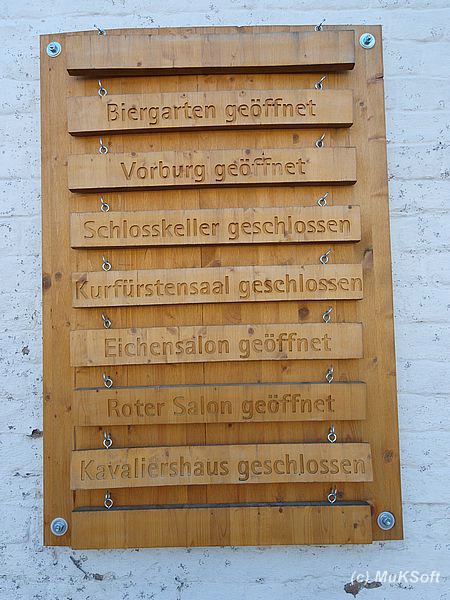 Biergarten geöffnet
Vorburg geöffnet
Schlosskeller geschlossen
Kurfürstensaal geschlossen
Eichensalon geöffnet
Roter Salon geöffnet
Kavaliershaus geschlossen
(c) MuKSoft